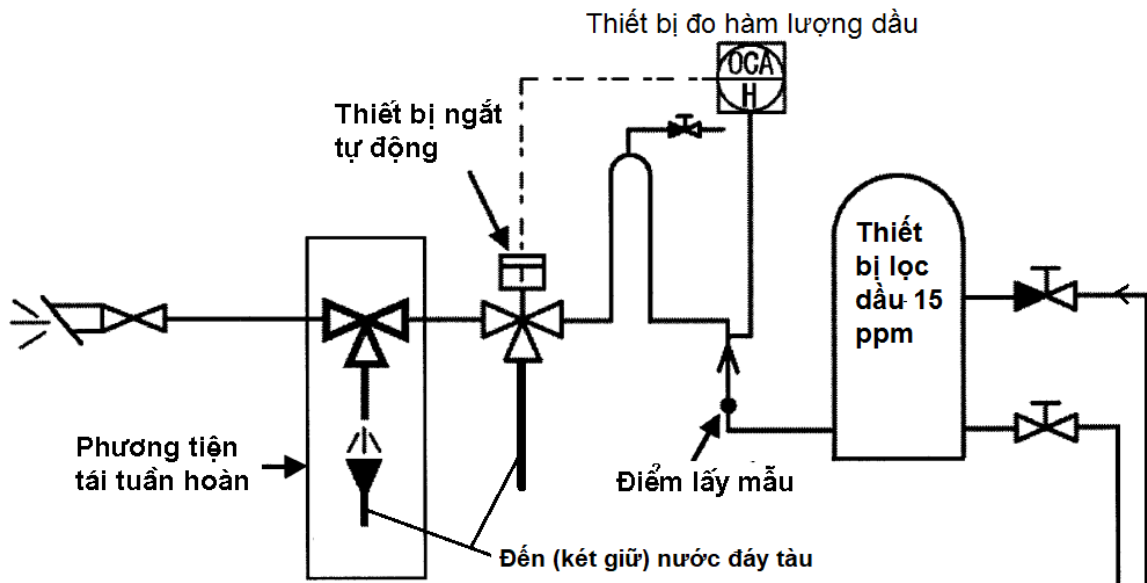 Thiết bị đo hàm lượng dầu
OCA
H
Thiết bị ngắt
tự động
Thiết
bị lọc
dầu 15
ppm
Phương tiện
tái tuần hoàn
Điểm lấy mẫu
Đến (két giữ) nước đáy tàu